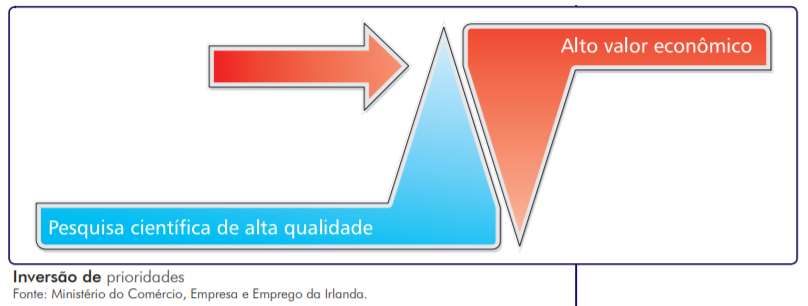 Alto valor econômico
Pesquisa científica de alta qualidade
Inversão de prioridades
Fonte: Ministério do Comércio, Empresa e Emprego da Irlanda.